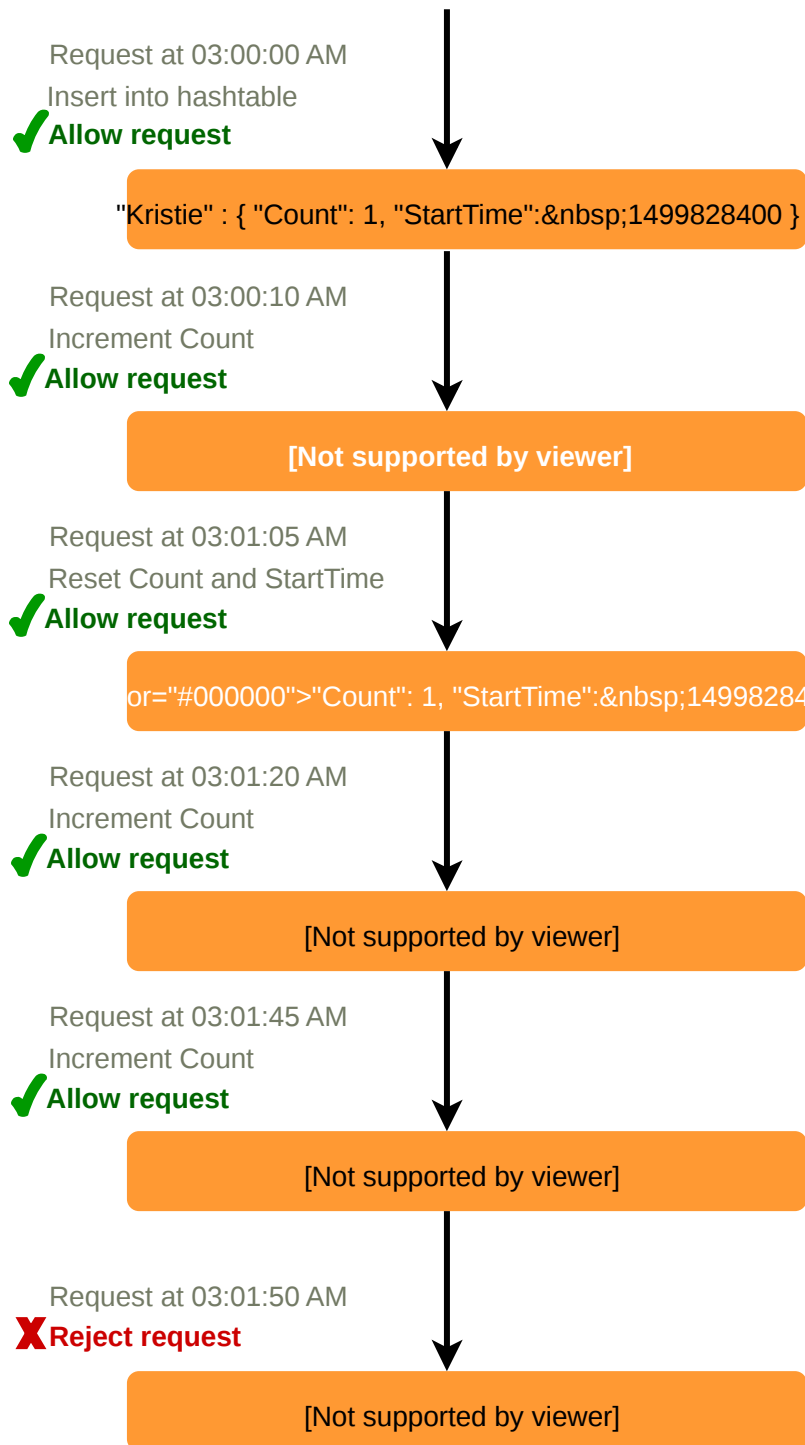 Request at 03:00:00 AM
Insert into hashtable
Allow request
"Kristie" : { "Count": 1, "StartTime":&nbsp;1499828400 }
Request at 03:00:10 AM
Increment Count
Allow request
[Not supported by viewer]
Request at 03:01:05 AM
Reset Count and StartTime
Allow request
or="#000000">"Count": 1, "StartTime":&nbsp;14998284
Request at 03:01:20 AM
Increment Count
Allow request
[Not supported by viewer]
Request at 03:01:45 AM
Increment Count
Allow request
[Not supported by viewer]
Request at 03:01:50 AM
Reject request
[Not supported by viewer]